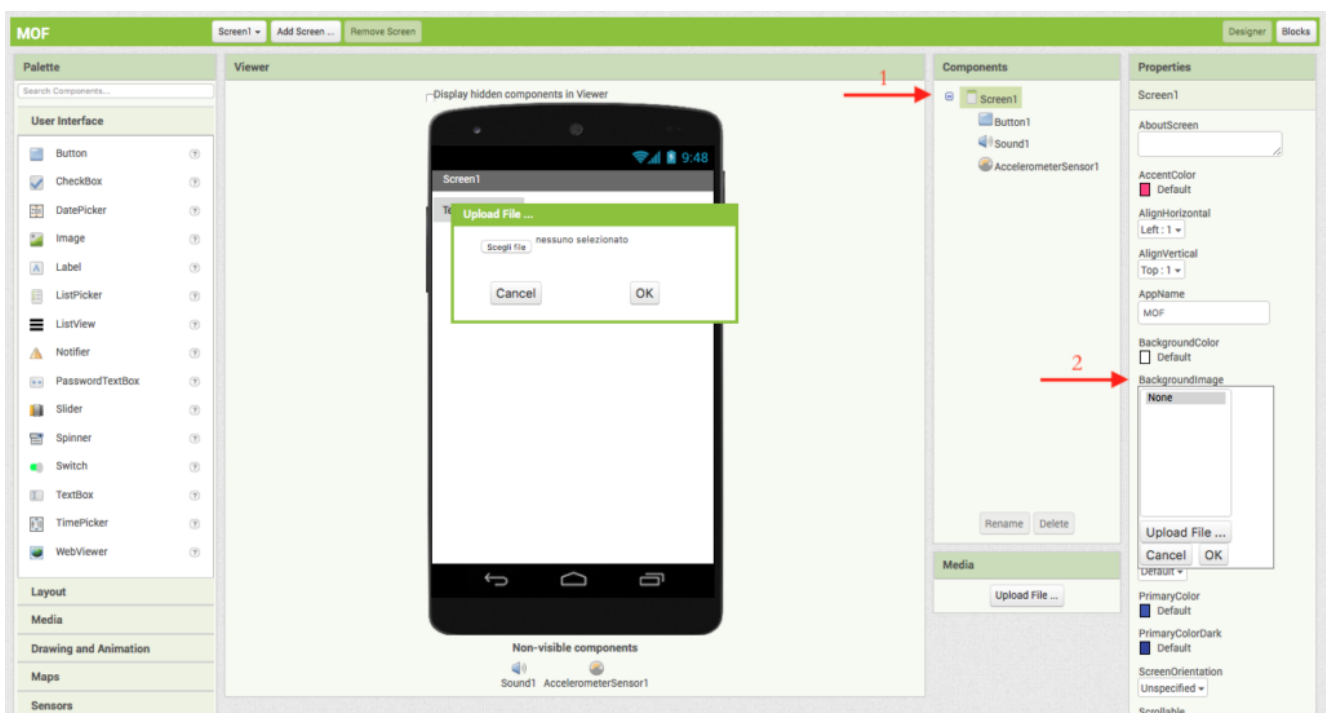 MOF
Screen1
Add Screen ...
Remove Screen
Designer
Blocks
Palette
Search Components...
User Interface
Button
CheckBox
DatePicker
Image
Label
ListPicker
ListView
Notifier
PasswordTextBox
Slider
Spinner
Switch
TextBox
TimePicker
WebViewer
Layout
Media
Drawing and Animation
Maps
Sensors
Viewer
Display hidden components in Viewer
9:48
Screen1
Te
Upload File ...
Scegli file nessuno selezionato
Cancel
OK
Non-visible components
Sound1
AccelerometerSensor1
1
Components
Screen1
Button1
Sound1
AccelerometerSensor1
Rename
Delete
Media
Upload File ...
2
Properties
Screen1
AboutScreen
AccentColor
Default
AlignHorizontal
Left : 1
AlignVertical
Top : 1
AppName
MOF
BackgroundColor
Default
BackgroundImage
None
Upload File ...
Cancel
OK
Default
PrimaryColor
Default
PrimaryColorDark
Default
ScreenOrientation
Unspecified
Scrollable